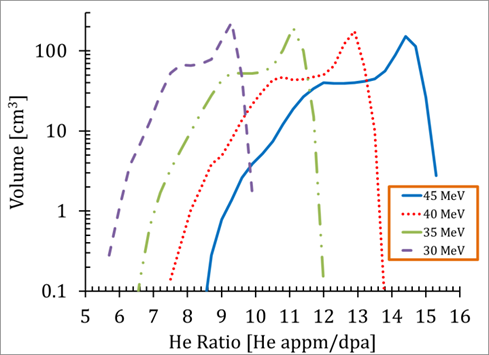 Volume [cm³]
100
10
1
0.1
5 6 7 8 9 10 11 12 13 14 15 16
He Ratio [He appm/dpa]
45 MeV
40 MeV
35 MeV
30 MeV